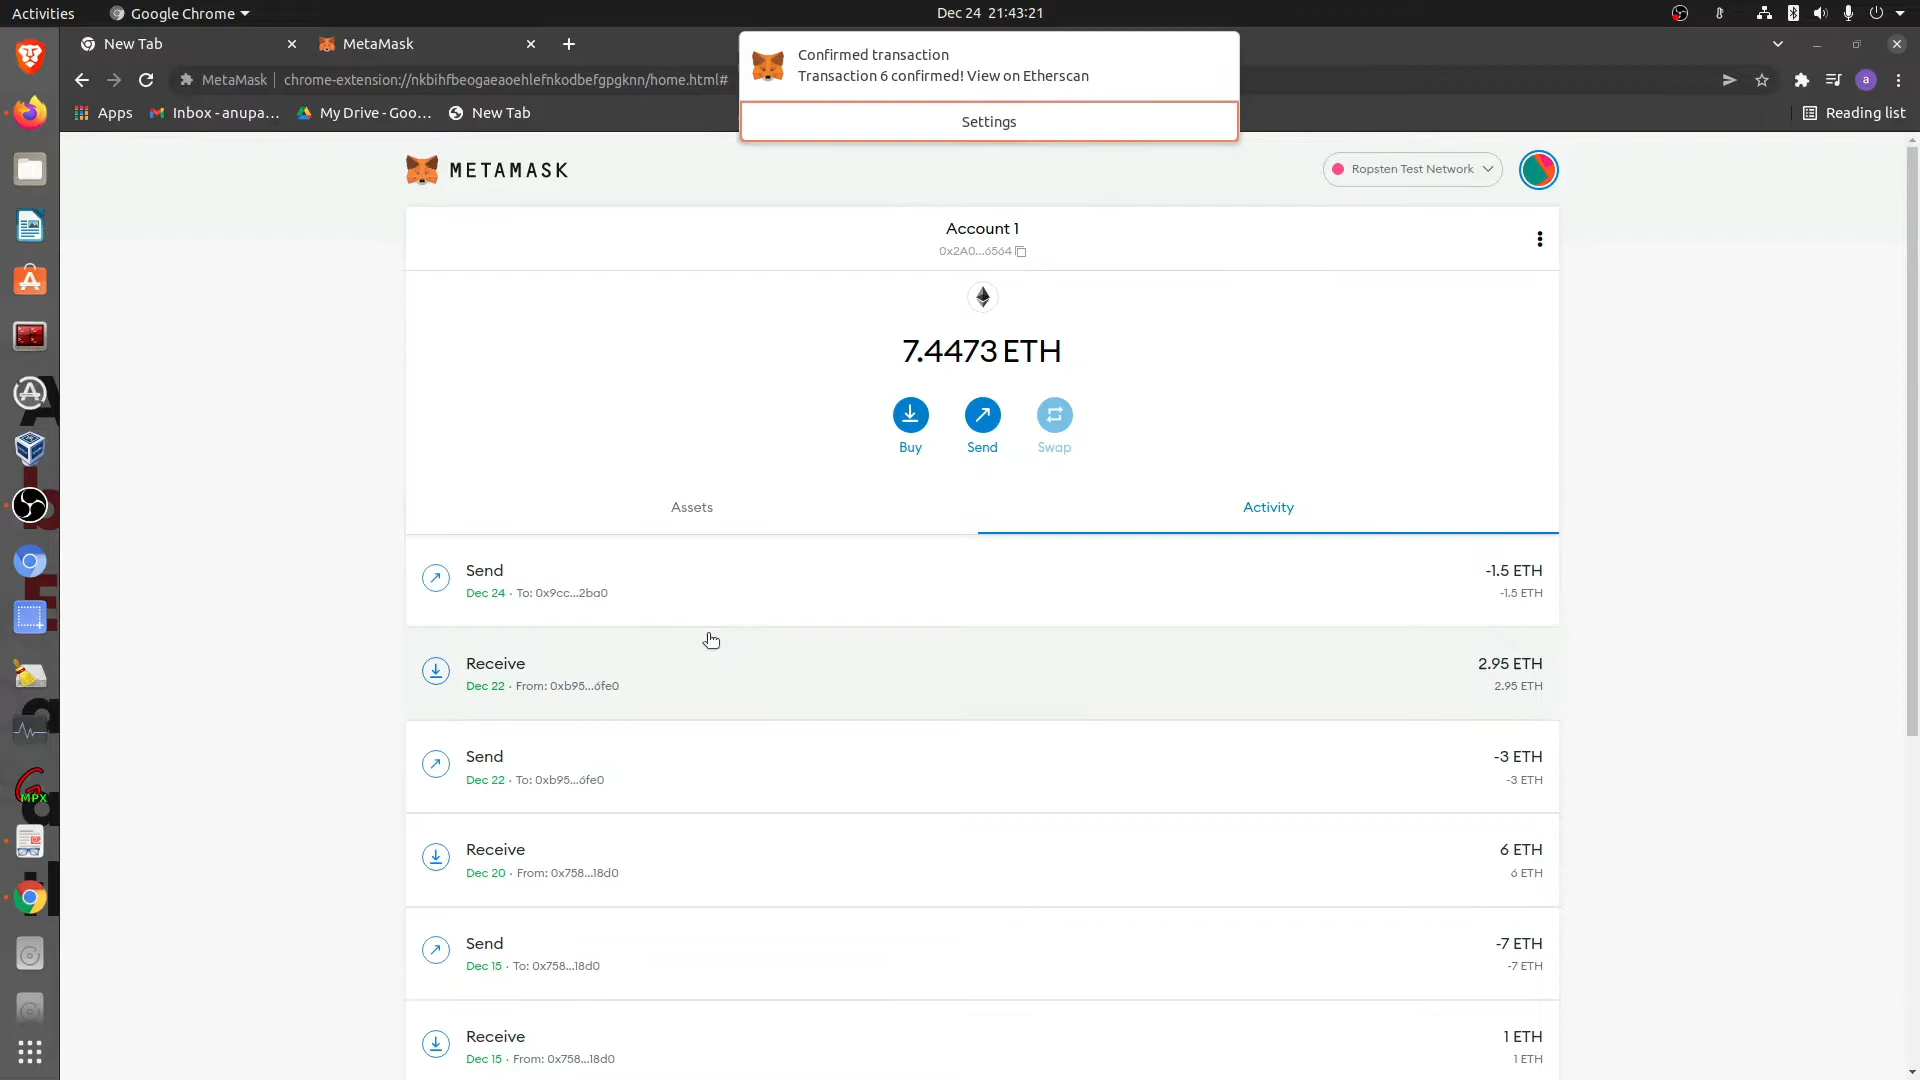 Activities
Google Chrome
Dec 24 21:43:21
New Tab
MetaMask
Confirmed transaction
Transaction 6 confirmed! View on Etherscan
Settings
MetaMask
chrome-extension://nkbihfbeogaeaoehlefnkodbefgpgknn/home.html#
a
Apps
Inbox - anupa...
My Drive - Goo...
New Tab
Reading list
METAMASK
Ropsten Test Network
Account 1
0x2A0...6564
7.4473 ETH
Buy
Send
Swap
Assets
Activity
Send
-1.5 ETH
Dec 24 · To: 0x9cc...2ba0
-1.5 ETH
Receive
2.95 ETH
Dec 22 · From: 0xb95...6fe0
2.95 ETH
Send
-3 ETH
Dec 22 · To: 0xb95...6fe0
-3 ETH
Receive
6 ETH
Dec 20 · From: 0x758...18d0
6 ETH
Send
-7 ETH
Dec 15 · To: 0x758...18d0
-7 ETH
Receive
1 ETH
Dec 15 · From: 0x758...18d0
1 ETH
MPX